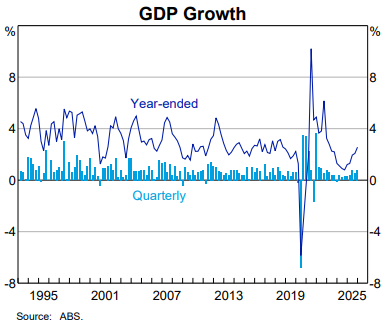 GDP Growth
% %
8 8
Year-ended
4 4
0 0
Quarterly
-4 -4
-8 -8
1995 2001 2007 2013 2019 2025
Source: ABS.